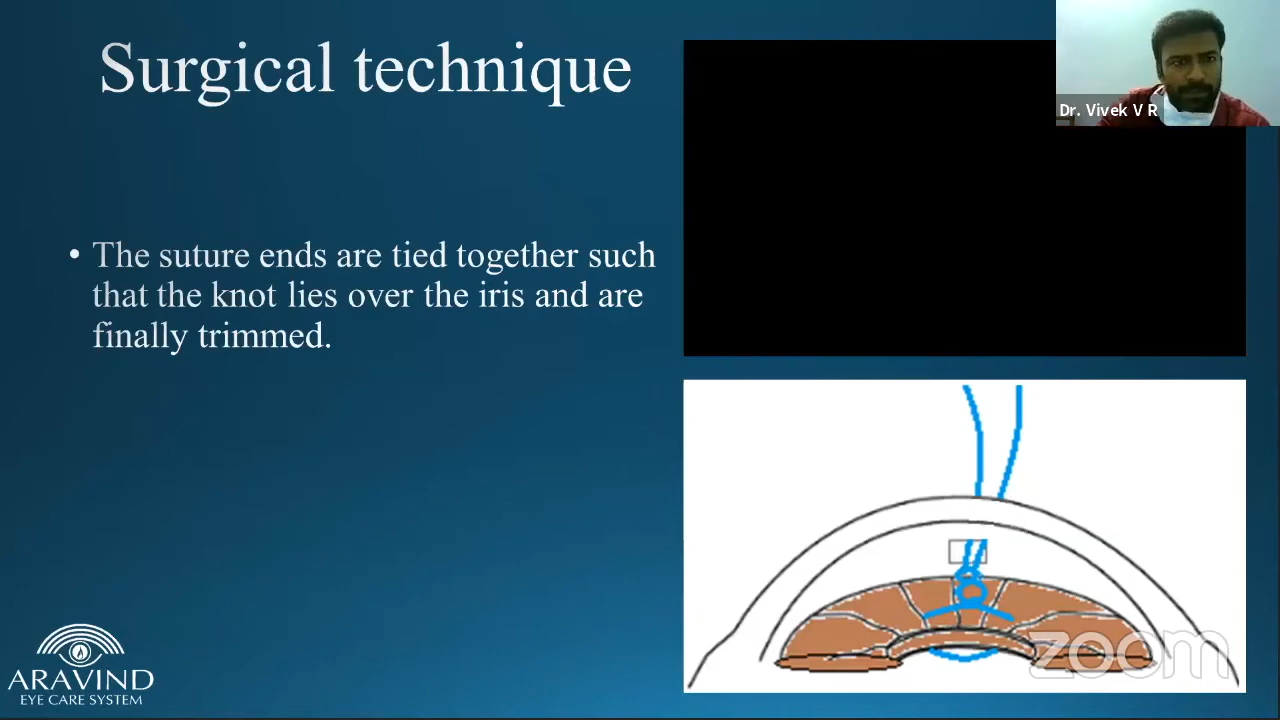 Surgical technique
Dr. Vivek V R
• The suture ends are tied together such
that the knot lies over the iris and are
finally trimmed.
zoom
ARAVIND
EYE CARE SYSTEM